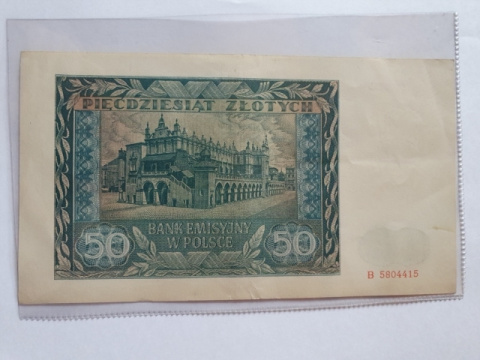 PIĘĆDZIESIĄT ZŁOTYCH
BANK EMISYJNY
W POLSCE
50
50
B 5804415